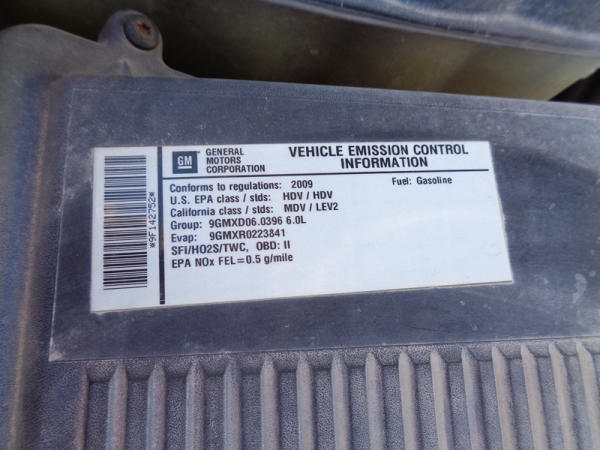 GM
GENERAL
MOTORS
CORPORATION
VEHICLE EMISSION CONTROL
INFORMATION
Conforms to regulations: 2009 Fuel: Gasoline
U.S. EPA class / stds: HDV / HDV
California class / stds: MDV / LEV2
Group: 9GMXD06.0396 6.0L
Evap: 9GMXR0223841
SFI/HO2S/TWC, OBD: II
EPA NOx FEL=0.5 g/mile
*9F142752*